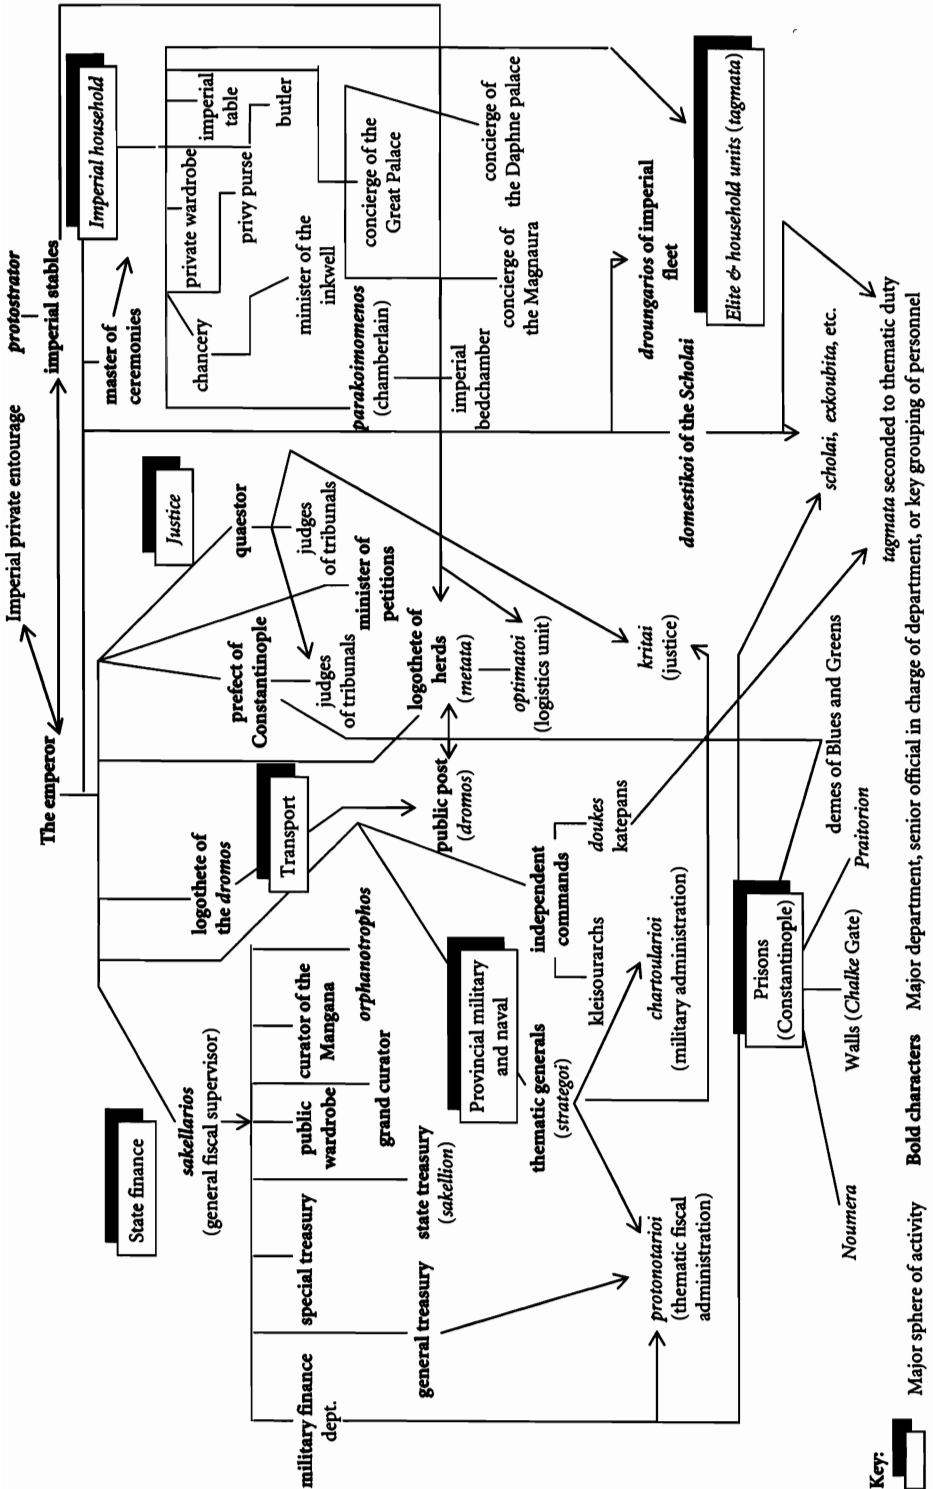 The emperor
Imperial private entourage
protostrator
imperial stables
State finance
sakellarios
(general fiscal supervisor)
logothete of
the dromos
Transport
prefect of
Constantinople
judges
of tribunals
Justice
quaestor
judges
of tribunals
minister of
petitions
master of
ceremonies
Imperial household
chancery
private wardrobe
imperial
table
privy purse
butler
minister of the
inkwell
concierge of the
Great Palace
parakoimomenos
(chamberlain)
imperial
bedchamber
concierge of
the Magnaura
concierge of
the Daphne palace
military finance
dept.
special treasury
public
wardrobe
curator of the
Mangana
orphanotrophos
grand curator
general treasury
state treasury
(sakellion)
logothete of
herds
(metata)
public post
(dromos)
optimatoi
(logistics unit)
Provincial military
and naval
thematic generals
(strategoi)
independent
commands
kleisourarchs
doukes
katepans
protonotarioi
(thematic fiscal
administration)
chartoularioi
(military administration)
kritai
(justice)
domestikoi of the Scholai
droungarios of imperial
fleet
Elite & household units (tagmata)
scholai, exkoubita, etc.
tagmata seconded to thematic duty
Prisons
(Constantinople)
Noumera
Walls (Chalke Gate)
Praitorion
demes of Blues and Greens
Key:
Major sphere of activity
Bold characters Major department, senior official in charge of department, or key grouping of personnel